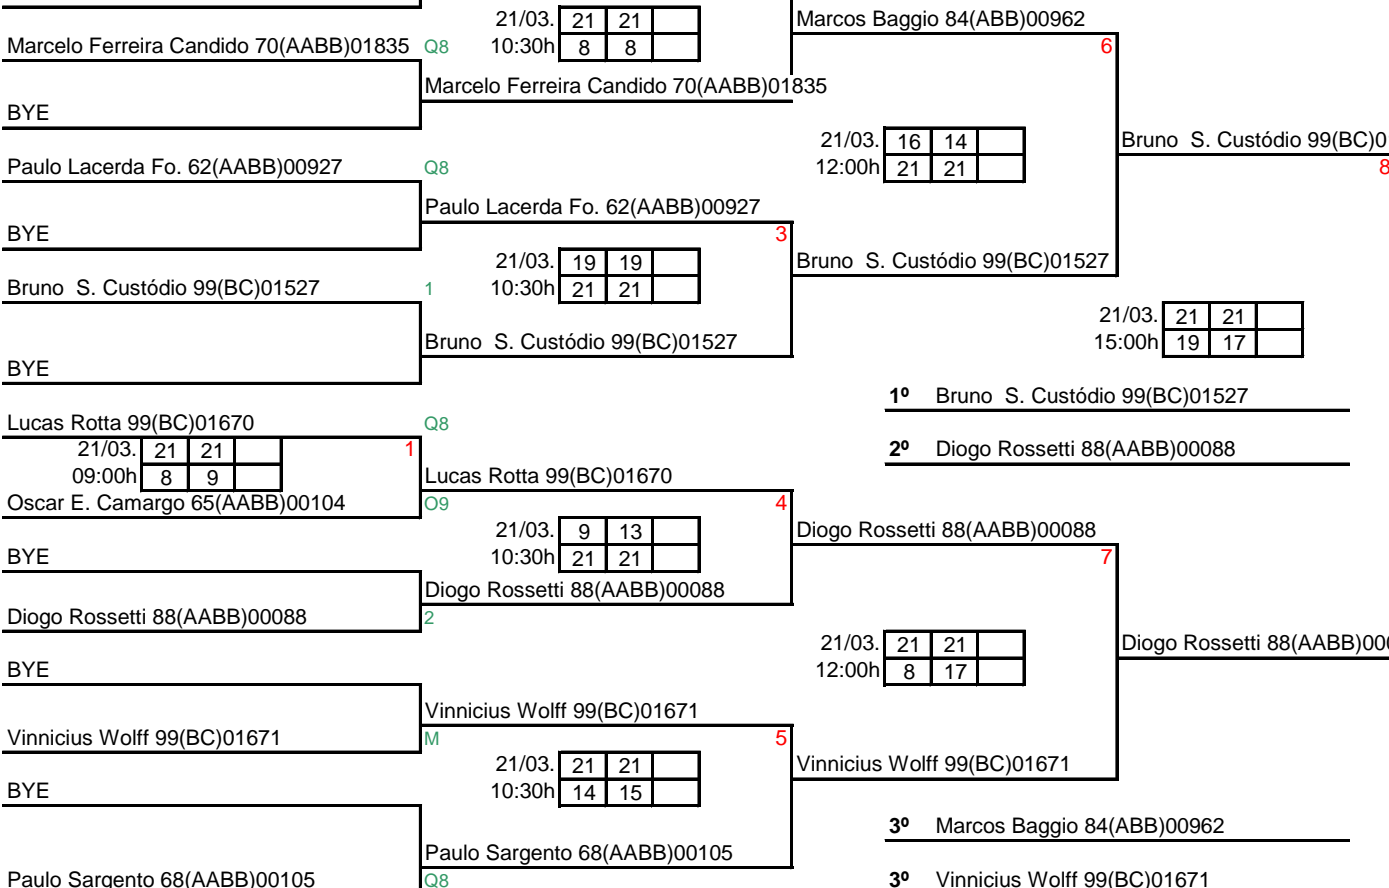 21/03. 21 21
Marcos Baggio 84(ABB)00962
Marcelo Ferreira Candido 70(AABB)01835 Q8 10:30h 8 8
6
Marcelo Ferreira Candido 70(AABB)01835
BYE
21/03. 16 14
Bruno S. Custódio 99(BC)0
Paulo Lacerda Fo. 62(AABB)00927 Q8
12:00h 21 21
8
Paulo Lacerda Fo. 62(AABB)00927
BYE
3
21/03. 19 19
Bruno S. Custódio 99(BC)01527
Bruno S. Custódio 99(BC)01527 1 10:30h 21 21
21/03. 21 21
Bruno S. Custódio 99(BC)01527
15:00h 19 17
BYE
1º Bruno S. Custódio 99(BC)01527
Lucas Rotta 99(BC)01670 Q8
21/03. 21 21 1
2º Diogo Rossetti 88(AABB)00088
09:00h 8 9
Lucas Rotta 99(BC)01670
Oscar E. Camargo 65(AABB)00104 O9
4
21/03. 9 13
Diogo Rossetti 88(AABB)00088
BYE
10:30h 21 21
7
Diogo Rossetti 88(AABB)00088
Diogo Rossetti 88(AABB)00088 2
21/03. 21 21
Diogo Rossetti 88(AABB)00
BYE
12:00h 8 17
Vinnicius Wolff 99(BC)01671
Vinnicius Wolff 99(BC)01671 M
5
21/03. 21 21
Vinnicius Wolff 99(BC)01671
BYE
10:30h 14 15
3º Marcos Baggio 84(ABB)00962
Paulo Sargento 68(AABB)00105
Paulo Sargento 68(AABB)00105 Q8
3º Vinnicius Wolff 99(BC)01671